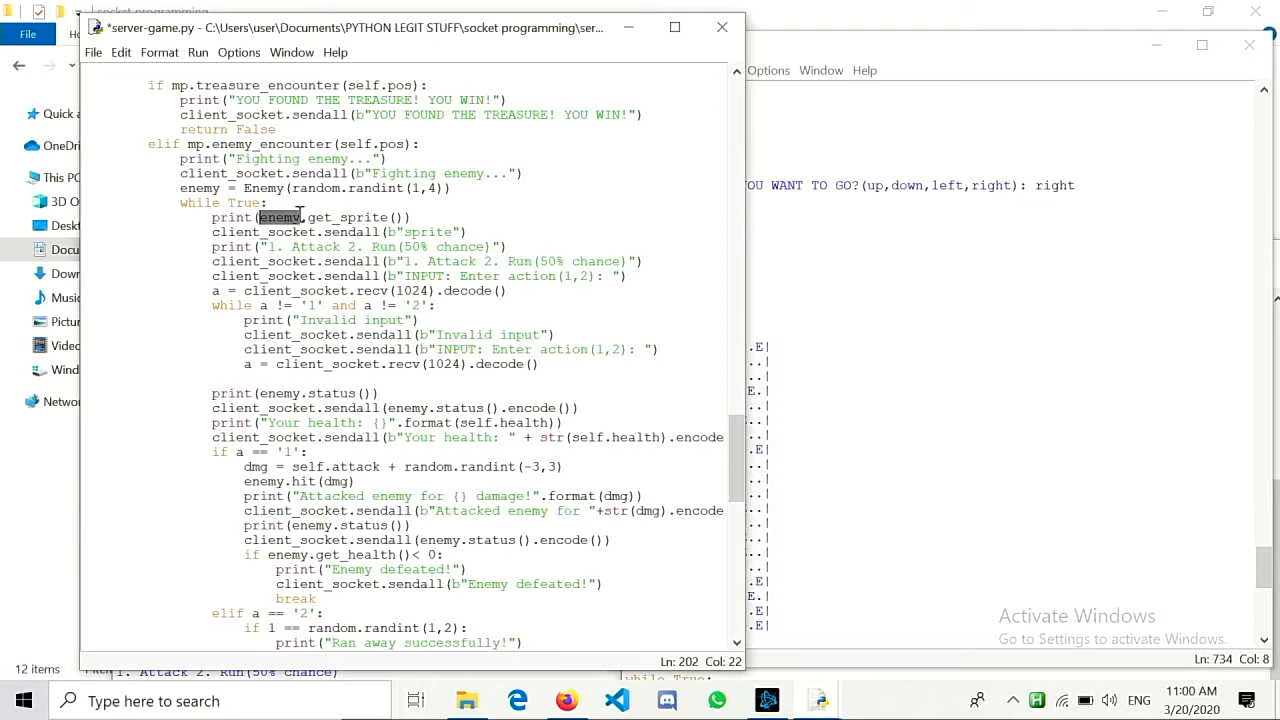 *server-game.py - C:\Users\user\Documents\PYTHON LEGIT STUFF\socket programming\ser...
File Edit Format Run Options Window Help
if mp.treasure_encounter(self.pos):
print("YOU FOUND THE TREASURE! YOU WIN!")
client_socket.sendall(b"YOU FOUND THE TREASURE! YOU WIN!")
return False
elif mp.enemy_encounter(self.pos):
print("Fighting enemy...")
client_socket.sendall(b"Fighting enemy...")
enemy = Enemy(random.randint(1,4))
while True:
print(enemy.get_sprite())
client_socket.sendall(b"sprite")
print("1. Attack 2. Run(50% chance)")
client_socket.sendall(b"1. Attack 2. Run(50% chance)")
client_socket.sendall(b"INPUT: Enter action(1,2): ")
a = client_socket.recv(1024).decode()
while a != '1' and a != '2':
print("Invalid input")
client_socket.sendall(b"Invalid input")
client_socket.sendall(b"INPUT: Enter action(1,2): ")
a = client_socket.recv(1024).decode()
print(enemy.status())
client_socket.sendall(enemy.status().encode())
print("Your health: {}".format(self.health))
client_socket.sendall(b"Your health: " + str(self.health).encode
if a == '1':
dmg = self.attack + random.randint(-3,3)
enemy.hit(dmg)
print("Attacked enemy for {} damage!".format(dmg))
client_socket.sendall(b"Attacked enemy for "+str(dmg).encode
print(enemy.status())
client_socket.sendall(enemy.status().encode())
if enemy.get_health()< 0:
print("Enemy defeated!")
client_socket.sendall(b"Enemy defeated!")
break
elif a == '2':
if 1 == random.randint(1,2):
print("Ran away successfully!")
Ln: 202 Col: 22
File
Quick a
OneDri
This PC
3D O
Deskt
Docu
Down
Music
Pictur
Video
Wind
Netwo
12 items
1. Attack 2. Run(50% chance)
Options Window Help
YOU WANT TO GO?(up,down,left,right): right
.E|
..|
..|
E.|
..|
..|
..|
.E|
..|
..|
..|
..|
..|
..|
..|
..|
.E|
E.|
.E|
.E|
Activate Windows
Go to Settings to activate Windows.
Ln: 734 Col: 8
while True:
Type here to search
ENG
11:00 AM
3/20/2020